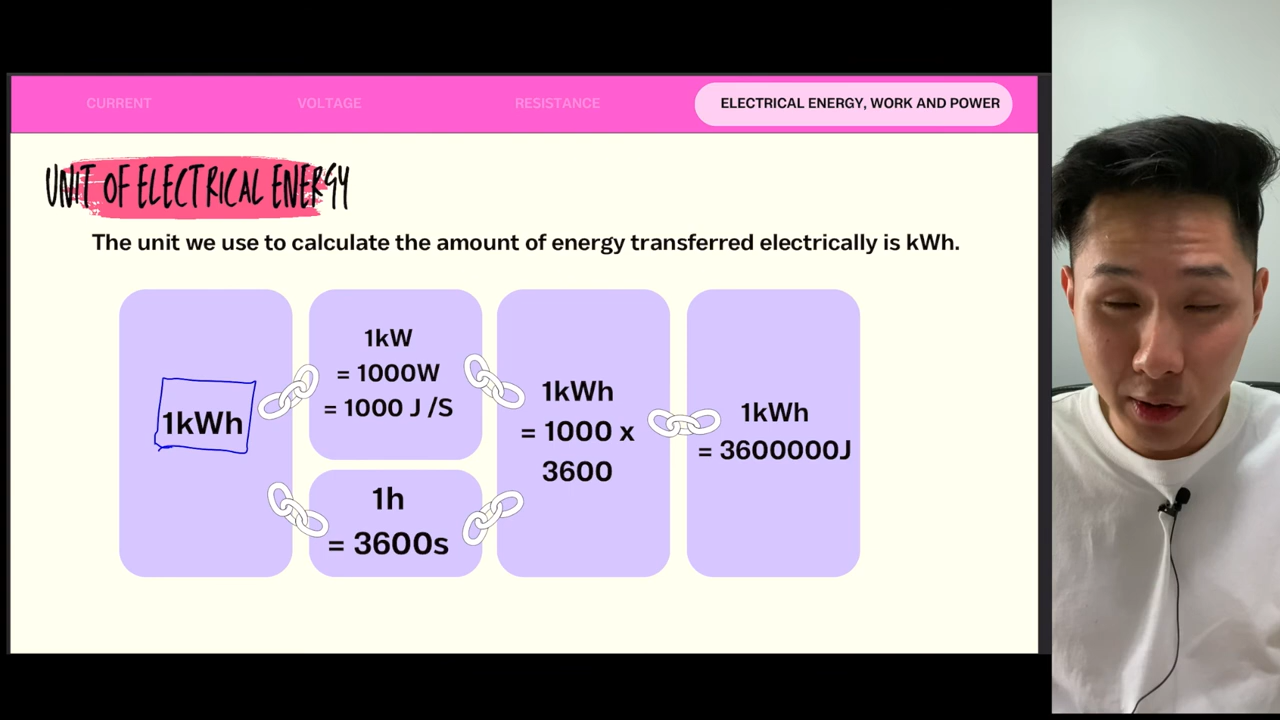 CURRENT
VOLTAGE
RESISTANCE
ELECTRICAL ENERGY, WORK AND POWER
UNIT OF ELECTRICAL ENERGY
The unit we use to calculate the amount of energy transferred electrically is kWh.
1kWh
1kW
= 1000W
= 1000 J /S
1h
= 3600s
1kWh
= 1000 x
3600
1kWh
= 3600000J